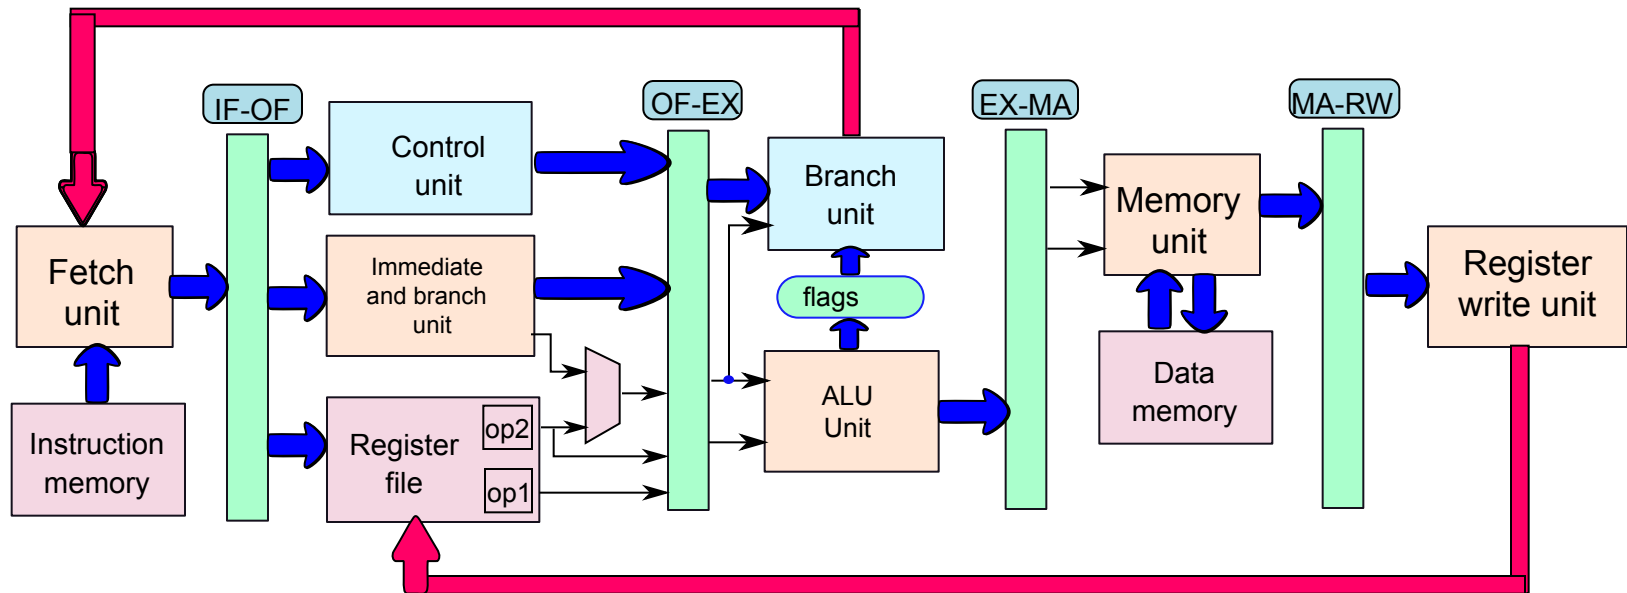 IF-OF
OF-EX
EX-MA
MA-RW
Control
unit
Branch
unit
Memory
unit
Fetch
unit
Immediate
and branch
unit
flags
Register
write unit
Instruction
memory
Register
file
op2
op1
ALU
Unit
Data
memory